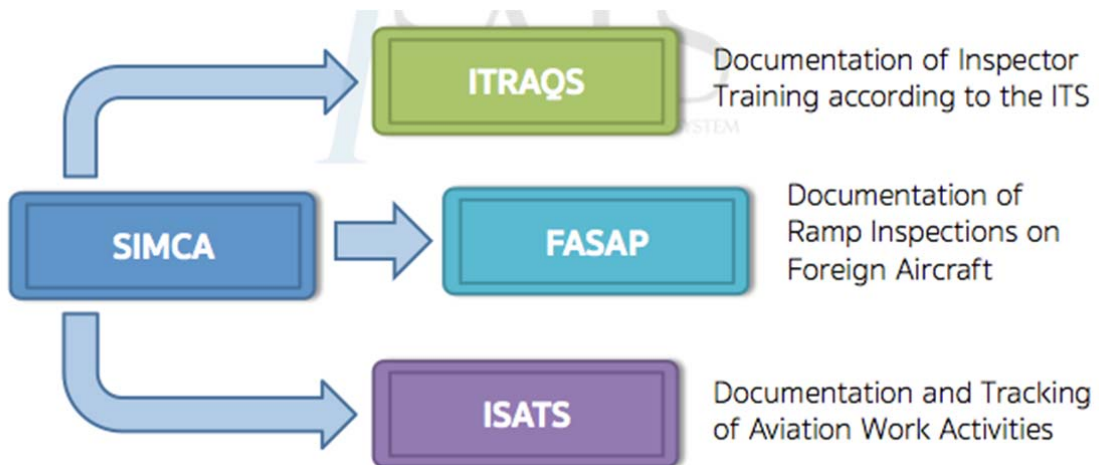 ITRAQS
Documentation of Inspector
Training according to the ITS
SYSTEM
SIMCA
FASAP
Documentation of
Ramp Inspections on
Foreign Aircraft
ISATS
Documentation and Tracking
of Aviation Work Activities